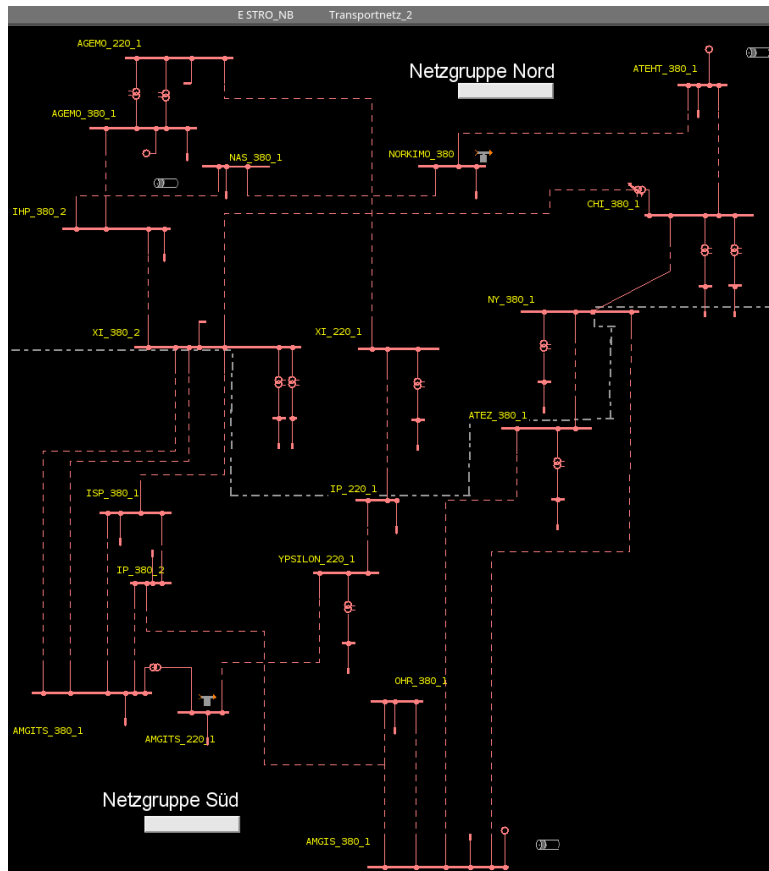 E STRO_NB Transportnetz_2
AGEMO_220_1
Netzgruppe Nord
ATEHT_380_1
AGEMO_380_1
NAS_380_1
NORKIMO_380
CHI_380_1
IHP_380_2
NY_380_1
XI_380_2
XI_220_1
ATEZ_380_1
ISP_380_1
IP_220_1
IP_380_2
YPSILON_220_1
OHR_380_1
AMGITS_380_1
AMGITS_220_1
Netzgruppe Süd
AMGIS_380_1